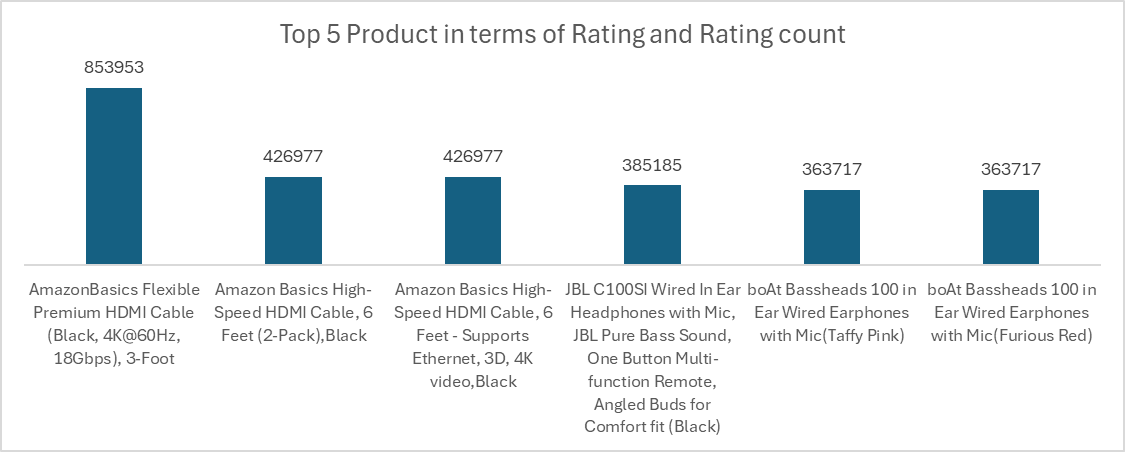 Top 5 Product in terms of Rating and Rating count
853953
426977
426977
385185
363717
363717
AmazonBasics Flexible
Premium HDMI Cable
(Black, 4K@60Hz,
18Gbps), 3-Foot
Amazon Basics High-
Speed HDMI Cable, 6
Feet (2-Pack),Black
Amazon Basics High-
Speed HDMI Cable, 6
Feet - Supports
Ethernet, 3D, 4K
video,Black
JBL C100SI Wired In Ear
Headphones with Mic,
JBL Pure Bass Sound,
One Button Multi-
function Remote,
Angled Buds for
Comfort fit (Black)
boAt Bassheads 100 in
Ear Wired Earphones
with Mic(Taffy Pink)
boAt Bassheads 100 in
Ear Wired Earphones
with Mic(Furious Red)